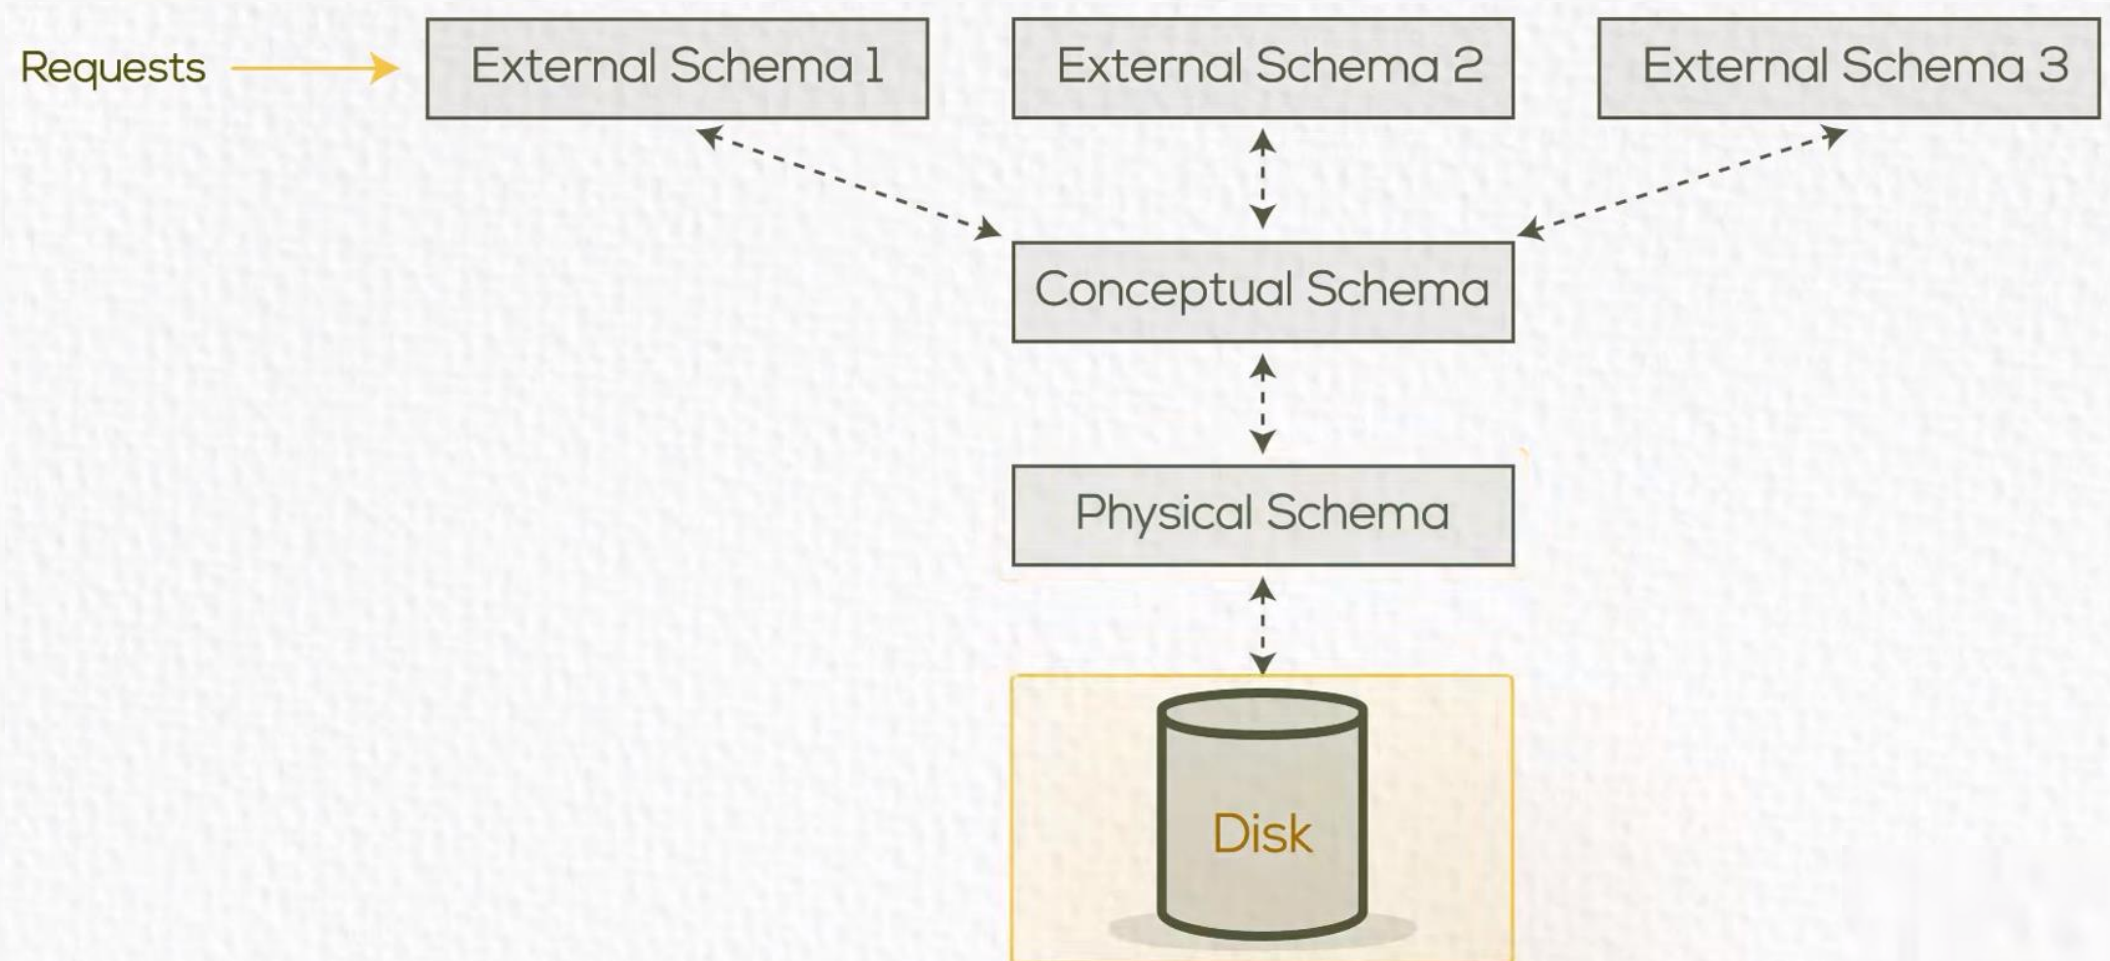 Requests
External Schema 1
External Schema 2
External Schema 3
Conceptual Schema
Physical Schema
Disk